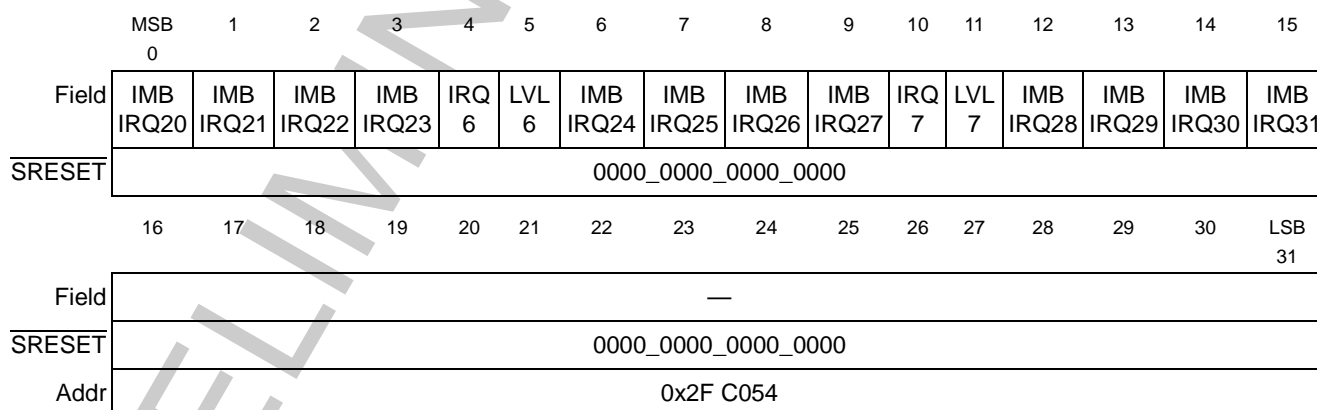 MSB 1 2 3 4 5 6 7 8 9 10 11 12 13 14 15
0
Field IMB IMB IMB IMB IRQ LVL IMB IMB IMB IMB IRQ LVL IMB IMB IMB IMB
IRQ20 IRQ21 IRQ22 IRQ23 6 6 IRQ24 IRQ25 IRQ26 IRQ27 7 7 IRQ28 IRQ29 IRQ30 IRQ31
SRESET 0000_0000_0000_0000
16 17 18 19 20 21 22 23 24 25 26 27 28 29 30 LSB
31
Field —
SRESET 0000_0000_0000_0000
Addr 0x2F C054
ELIM